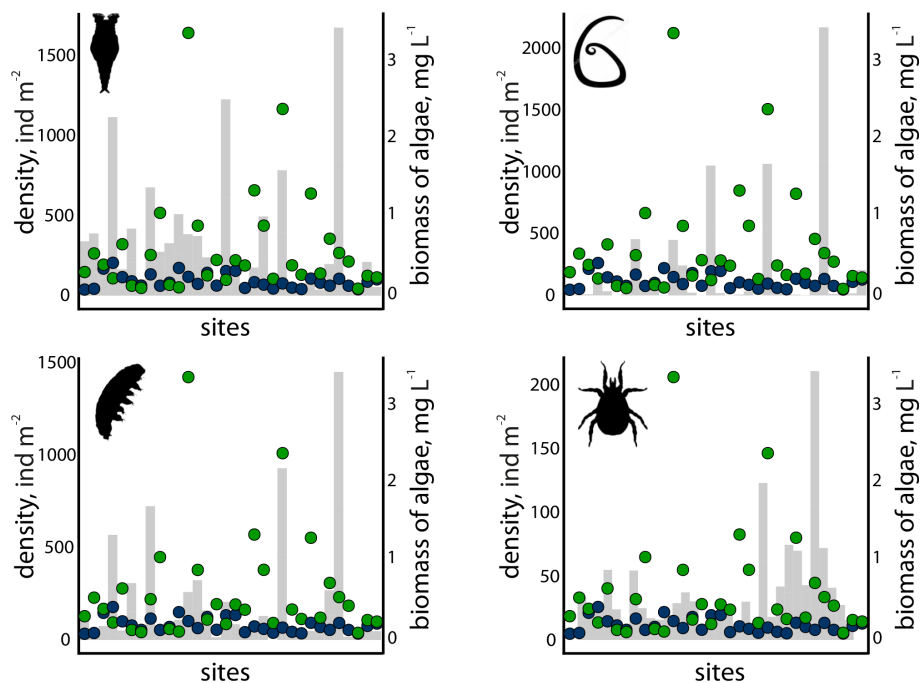 1500
1000
500
0
density, ind m⁻²
3
2
1
0
biomass of algae, mg L⁻¹
sites
2000
1500
1000
500
0
density, ind m⁻²
3
2
1
0
biomass of algae, mg L⁻¹
sites
1500
1000
500
0
density, ind m⁻²
3
2
1
0
biomass of algae, mg L⁻¹
sites
200
150
100
50
0
density, ind m⁻²
3
2
1
0
biomass of algae, mg L⁻¹
sites